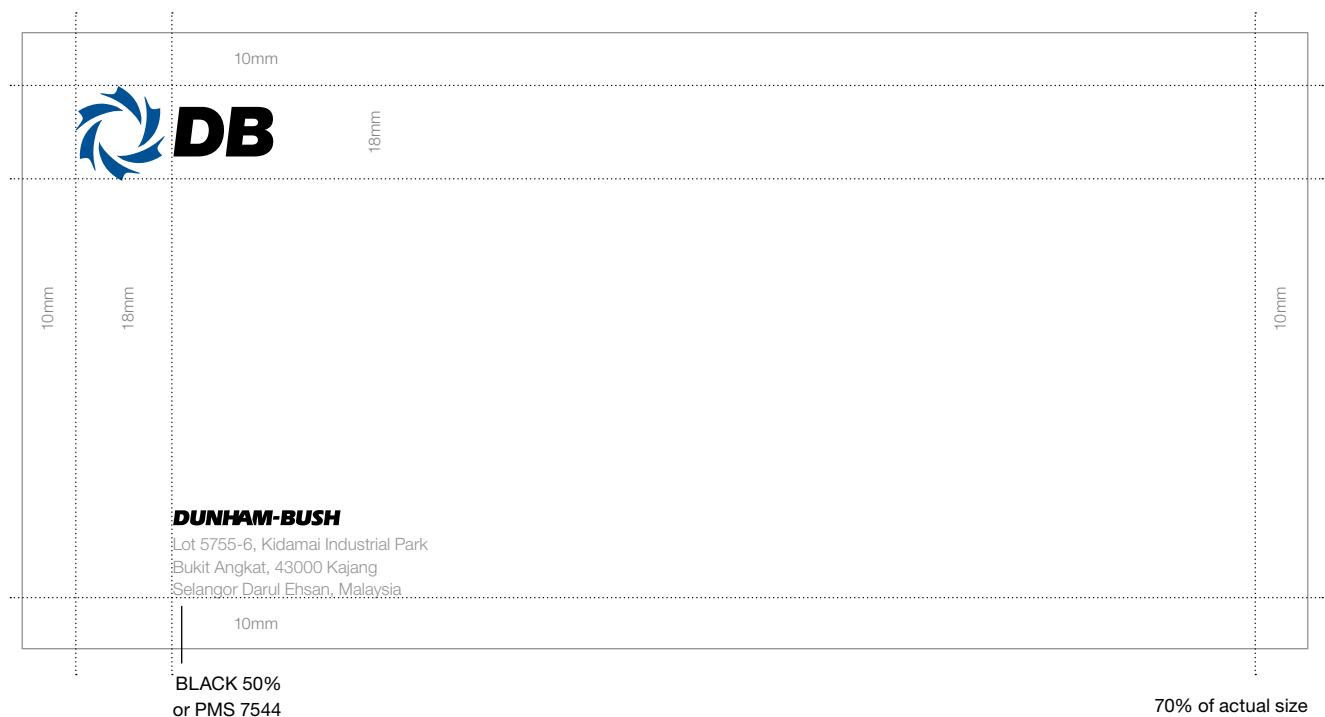 10mm
DB
18mm
10mm
18mm
10mm
DUNHAM-BUSH
Lot 5755-6, Kidamai Industrial Park
Bukit Angkat, 43000 Kajang
Selangor Darul Ehsan, Malaysia
10mm
BLACK 50%
or PMS 7544
70% of actual size